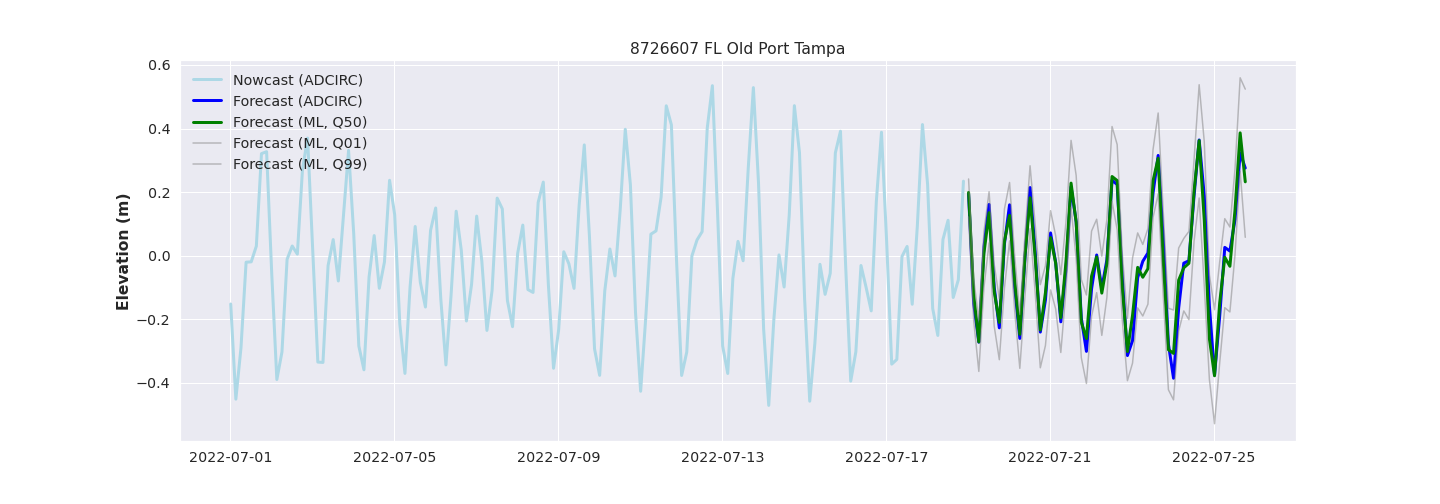 8726607 FL Old Port Tampa
Elevation (m)
0.6
0.4
0.2
0.0
−0.2
−0.4
Nowcast (ADCIRC)
Forecast (ADCIRC)
Forecast (ML, Q50)
Forecast (ML, Q01)
Forecast (ML, Q99)
2022-07-01
2022-07-05
2022-07-09
2022-07-13
2022-07-17
2022-07-21
2022-07-25